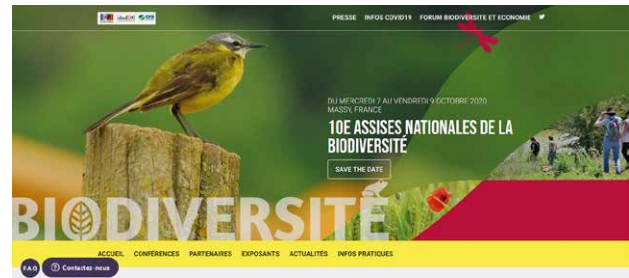 PRESSE INFOS COVID19 FORUM BIODIVERSITE ET ECONOMIE
DU MERCREDI 7 AU VENDREDI 9 OCTOBRE 2020
MASSY, FRANCE
10E ASSISES NATIONALES DE LA
BIODIVERSITÉ
SAVE THE DATE
BIODIVERSITÉ
ACCUEIL CONFÉRENCES PARTENAIRES EXPOSANTS ACTUALITÉS INFOS PRATIQUES
F.A.Q Contactez-nous